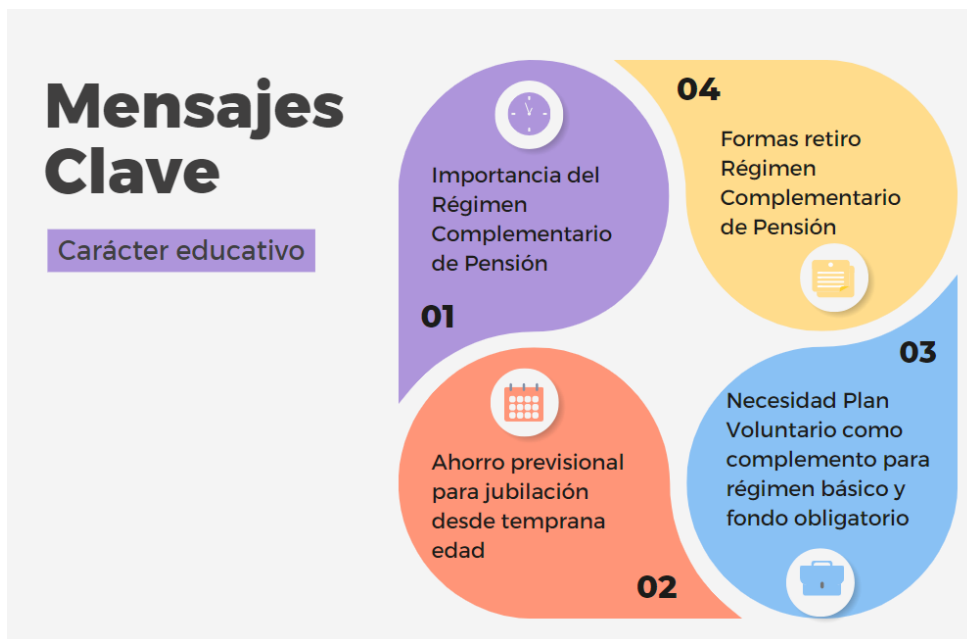 Mensajes
Clave
Carácter educativo
Importancia del
Régimen
Complementario
de Pensión
01
Ahorro previsional
para jubilación
desde temprana
edad
02
03
Necesidad Plan
Voluntario como
complemento para
régimen básico y
fondo obligatorio
04
Formas retiro
Régimen
Complementario
de Pensión